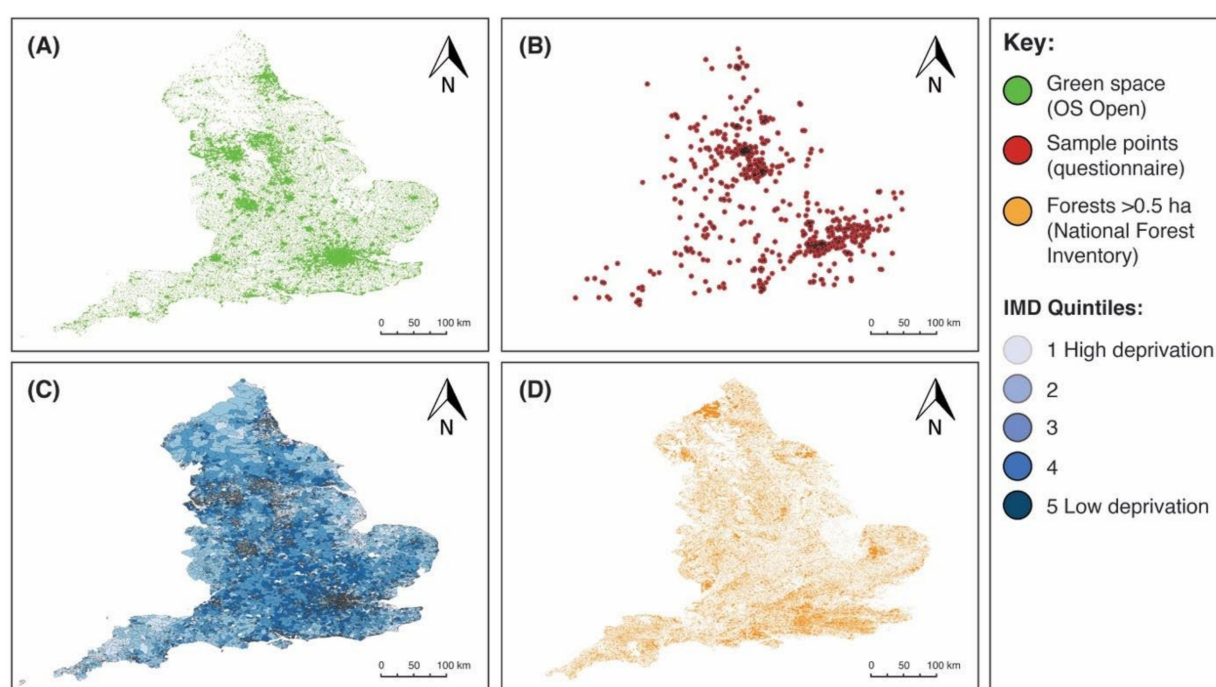 (A)
N
0 50 100 km
(B)
N
0 50 100 km
(C)
N
0 50 100 km
(D)
N
0 50 100 km
Key:
Green space
(OS Open)
Sample points
(questionnaire)
Forests >0.5 ha
(National Forest
Inventory)
IMD Quintiles:
1 High deprivation
2
3
4
5 Low deprivation